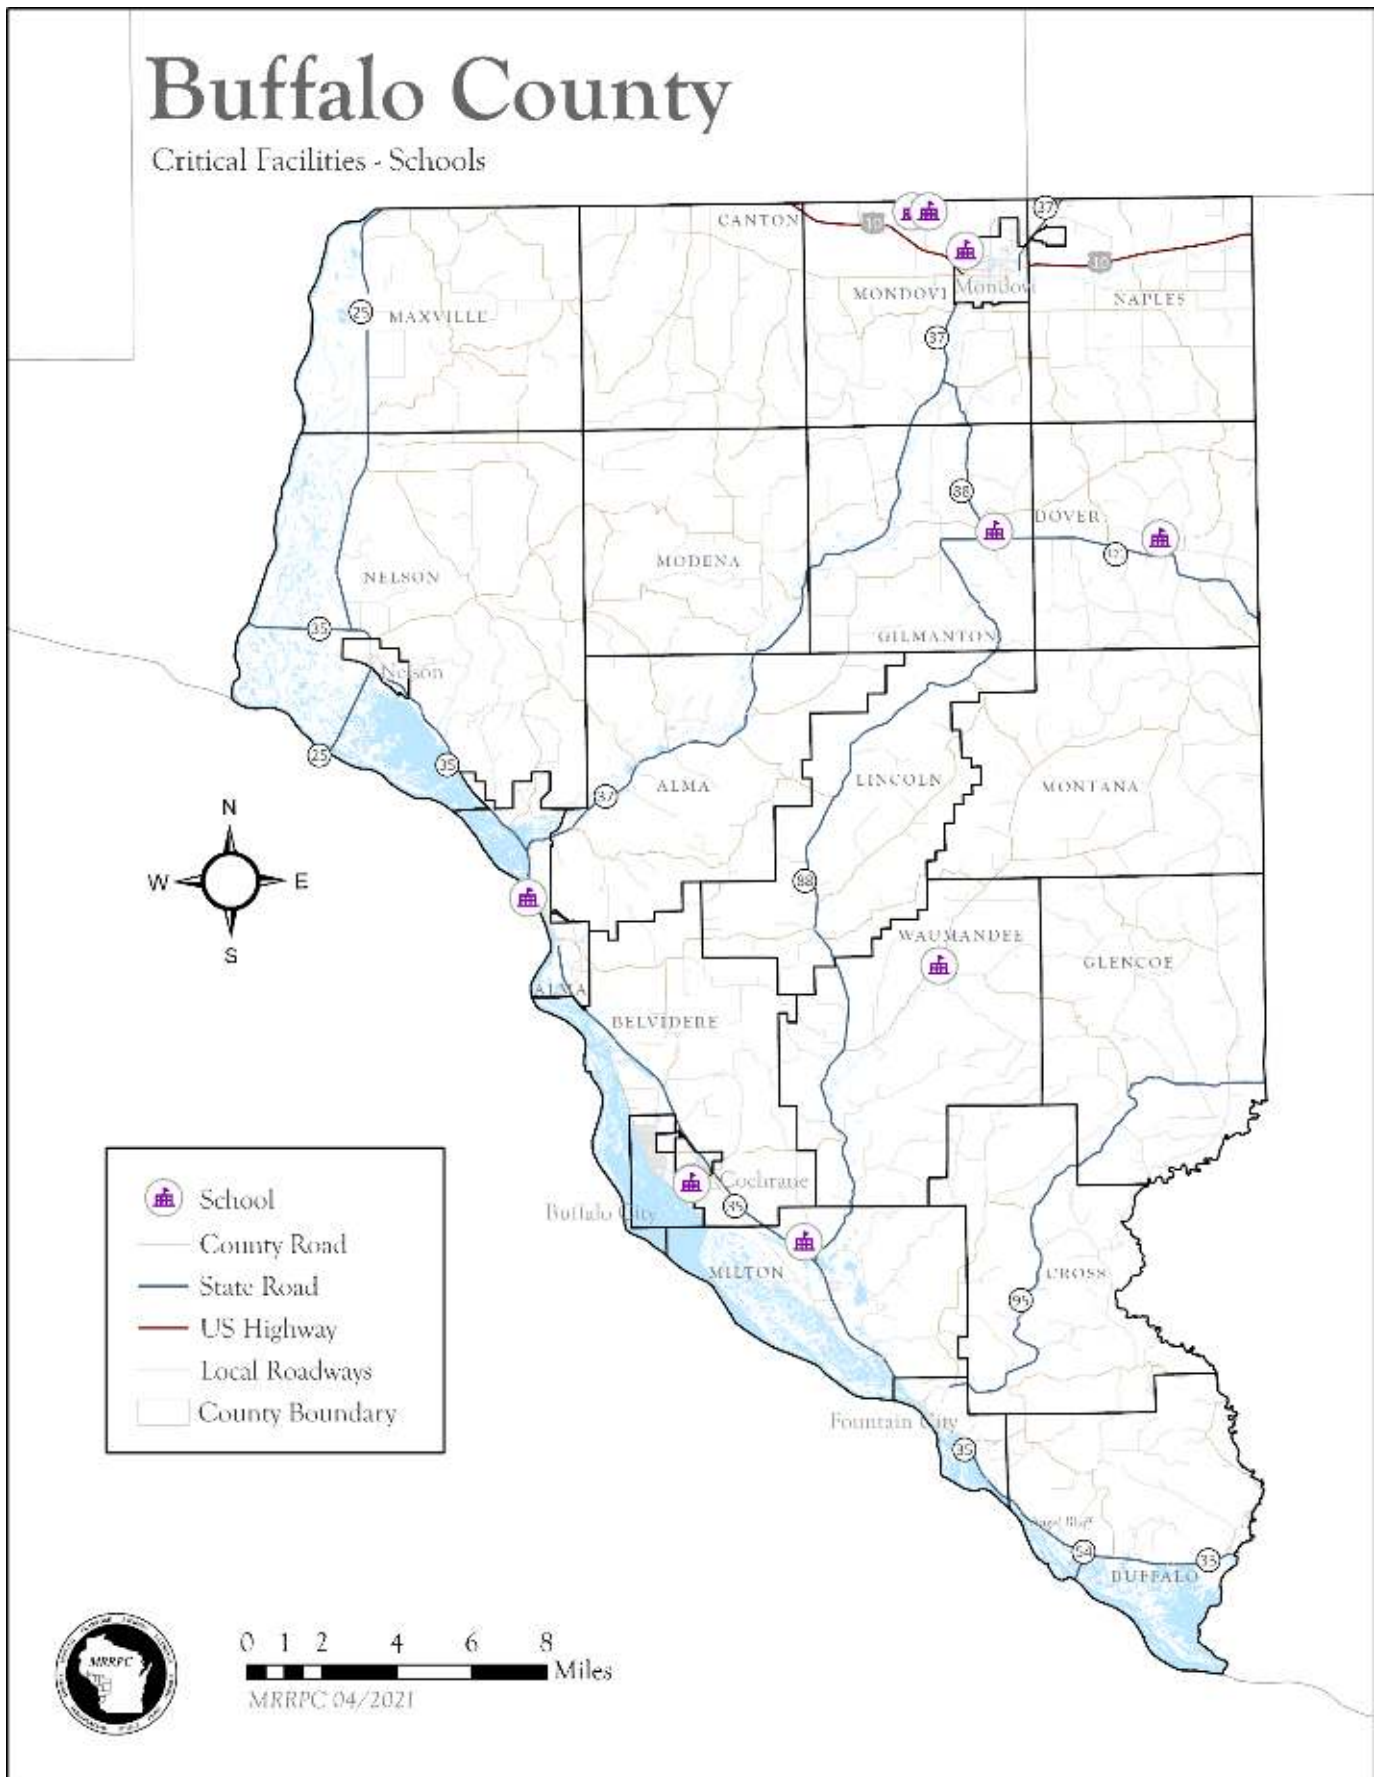 Buffalo County
Critical Facilities - Schools
37
CANTON
10
10
MONDOVI
Mondovi
NAPLES
25
MAXVILLE
37
88
DOVER
MODENA
NELSON
35
GILMANTON
Nelson
25
35
37
ALMA
LINCOLN
MONTANA
N
W
E
S
88
WAUMANDEE
GLENCOE
ALMA
BELVIDERE
Cochrane
35
Buffalo City
MILTON
CROSS
95
Fountain City
35
54
33
BUFFALO
School
County Road
State Road
US Highway
Local Roadways
County Boundary
MRRPC
0 1 2 4 6 8
Miles
MRRPC 04/2021